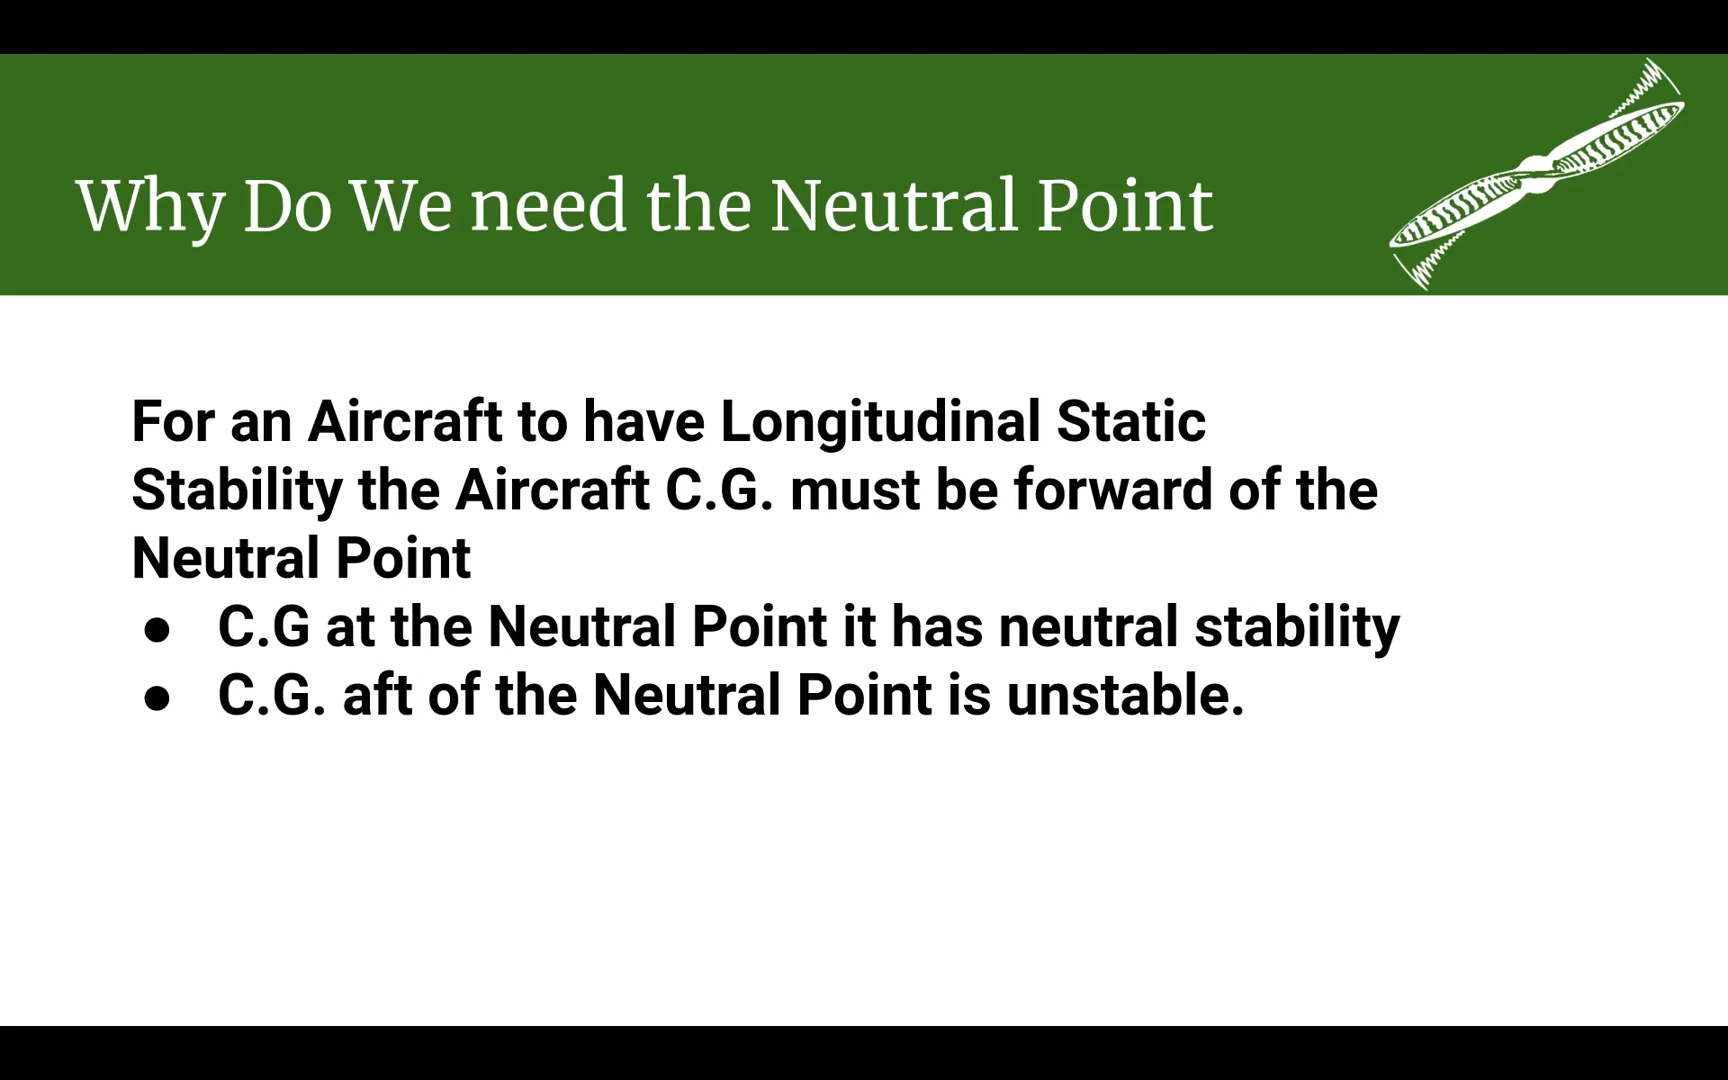 Why Do We need the Neutral Point
For an Aircraft to have Longitudinal Static
Stability the Aircraft C.G. must be forward of the
Neutral Point
● C.G at the Neutral Point it has neutral stability
● C.G. aft of the Neutral Point is unstable.